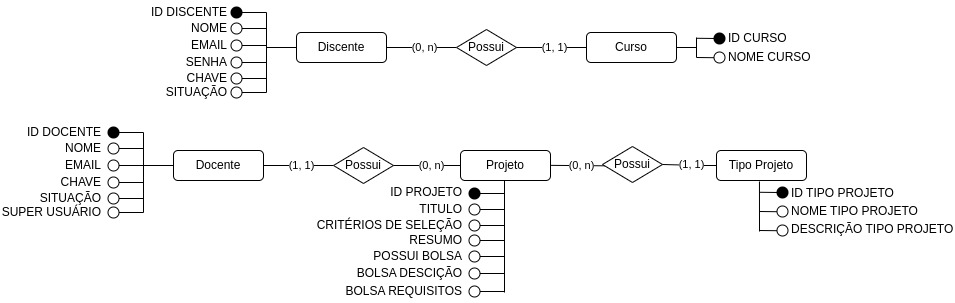 ID DISCENTE
NOME
EMAIL
SENHA
CHAVE
SITUAÇÃO
Discente
(0, n)
Possui
(1, 1)
Curso
ID CURSO
NOME CURSO
ID DOCENTE
NOME
EMAIL
CHAVE
SITUAÇÃO
SUPER USUÁRIO
Docente
(1, 1)
Possui
(0, n)
Projeto
(0, n)
Possui
(1, 1)
Tipo Projeto
ID PROJETO
TITULO
CRITÉRIOS DE SELEÇÃO
RESUMO
POSSUI BOLSA
BOLSA DESCIÇÃO
BOLSA REQUISITOS
ID TIPO PROJETO
NOME TIPO PROJETO
DESCRIÇÃO TIPO PROJETO